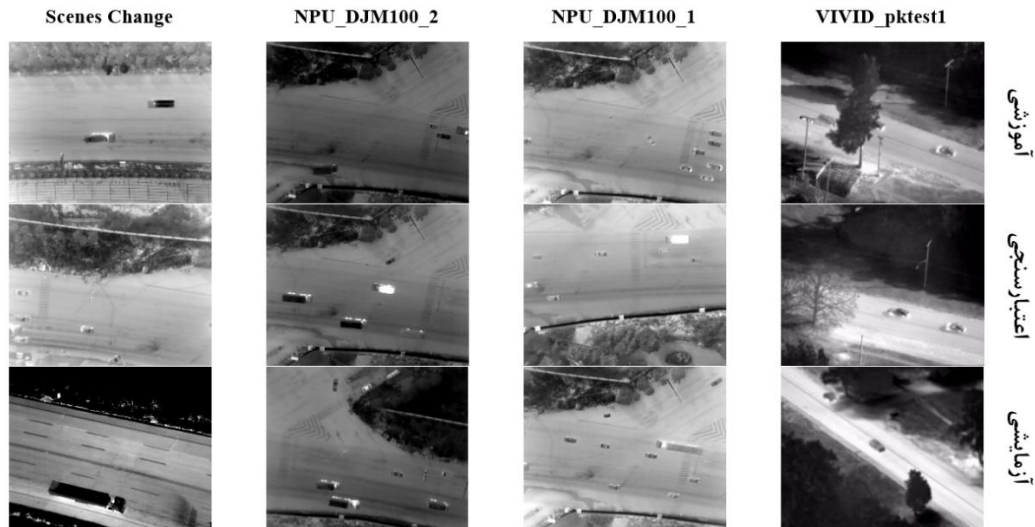 Scenes Change
NPU_DJM100_2
NPU_DJM100_1
VIVID_pktest1
آموزشی
اعتبارسنجی
آزمایشی